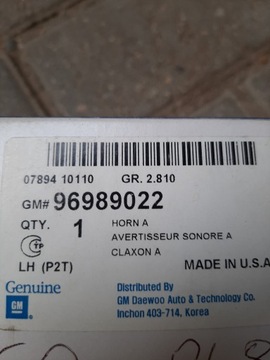 07894 10110 GR. 2.810
GM# 96989022
QTY. 1 HORN A
AVERTISSEUR SONORE A
CLAXON A
LH (P2T) MADE IN U.S.A
Genuine
GM
Distributed By
GM Daewoo Auto & Technology Co.
Inchon 403-714, Korea